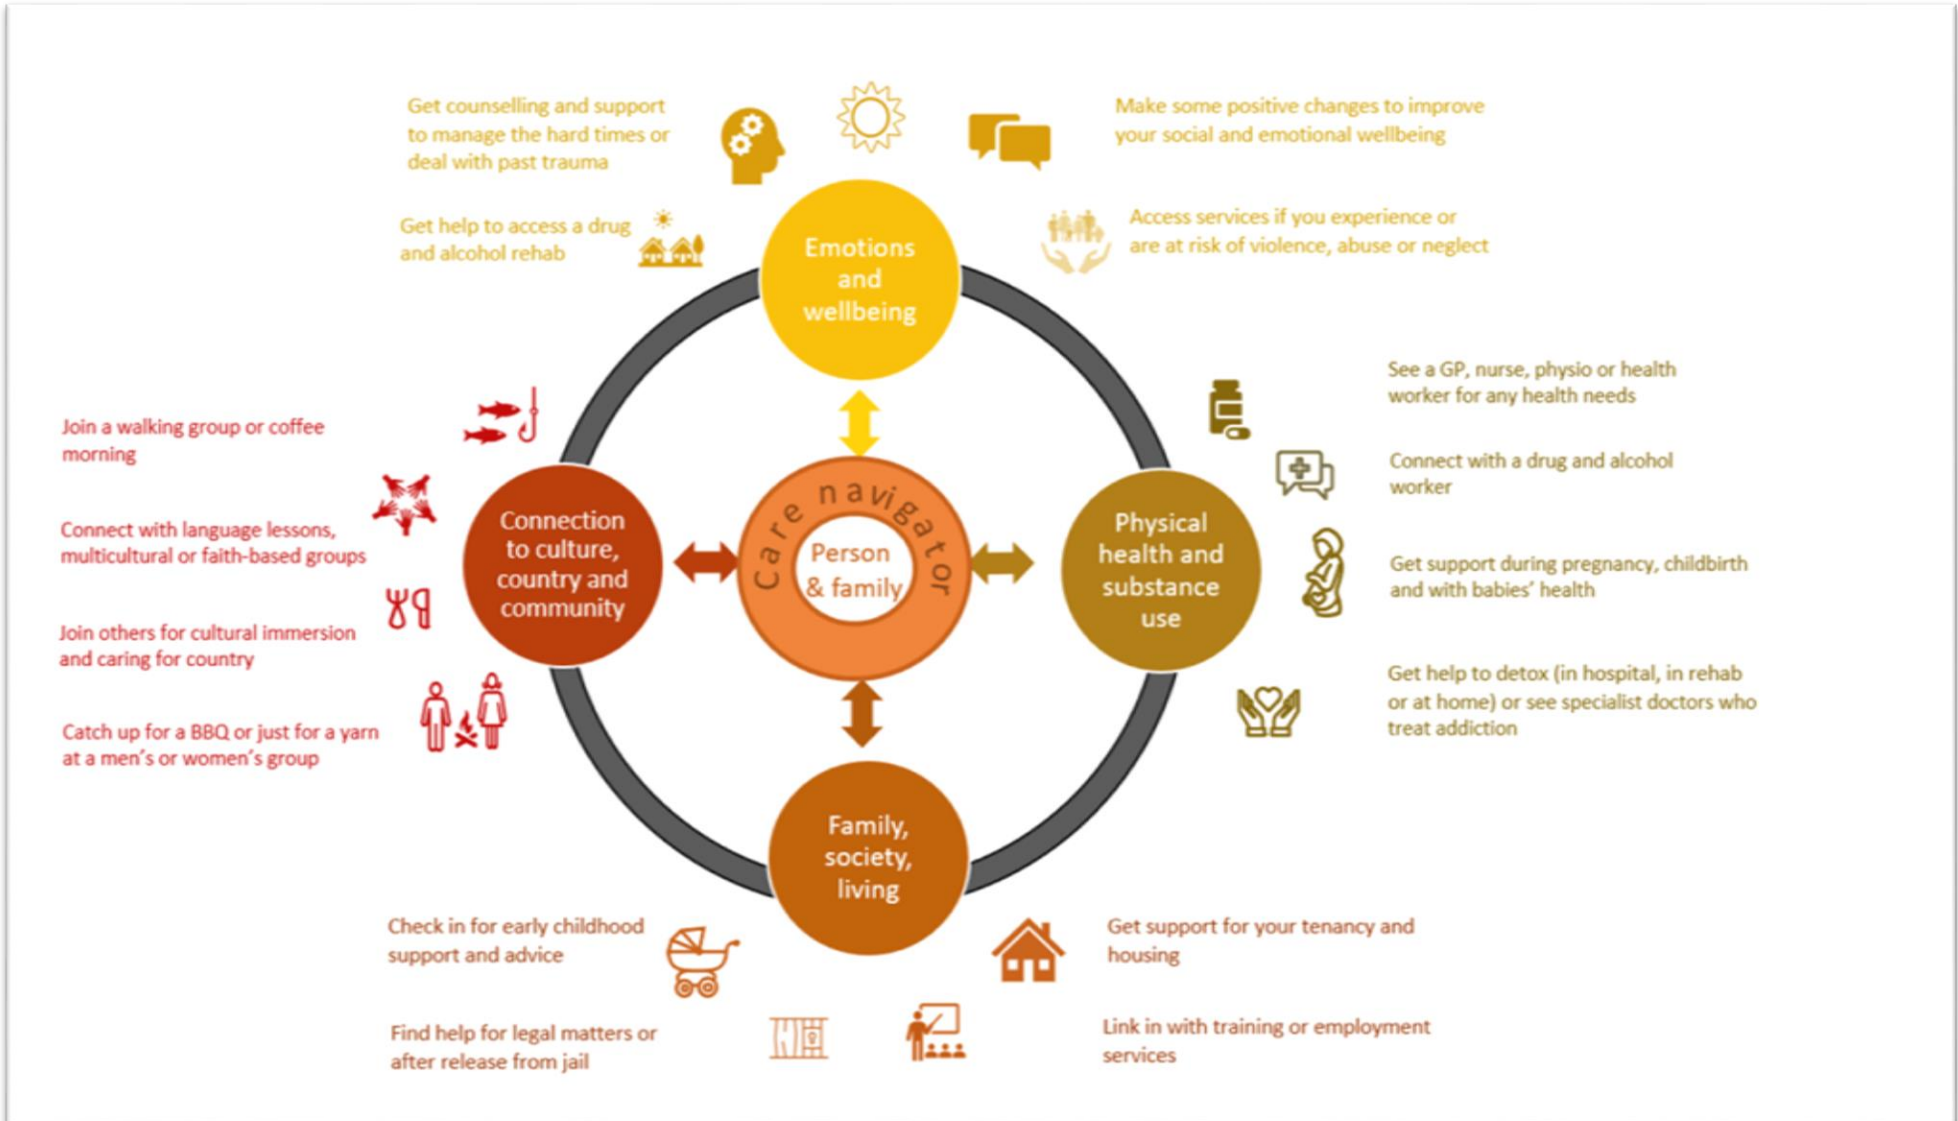 Get counselling and support
to manage the hard times or
deal with past trauma
Get help to access a drug
and alcohol rehab
Make some positive changes to improve
your social and emotional wellbeing
Access services if you experience or
are at risk of violence, abuse or neglect
Emotions
and
wellbeing
See a GP, nurse, physio or health
worker for any health needs
Connect with a drug and alcohol
worker
Get support during pregnancy, childbirth
and with babies' health
Get help to detox (in hospital, in rehab
or at home) or see specialist doctors who
treat addiction
Physical
health and
substance
use
Care navigator
Person
& family
Connection
to culture,
country and
community
Join a walking group or coffee
morning
Connect with language lessons,
multicultural or faith-based groups
Join others for cultural immersion
and caring for country
Catch up for a BBQ or just for a yarn
at a men's or women's group
Family,
society,
living
Check in for early childhood
support and advice
Find help for legal matters or
after release from jail
Get support for your tenancy and
housing
Link in with training or employment
services